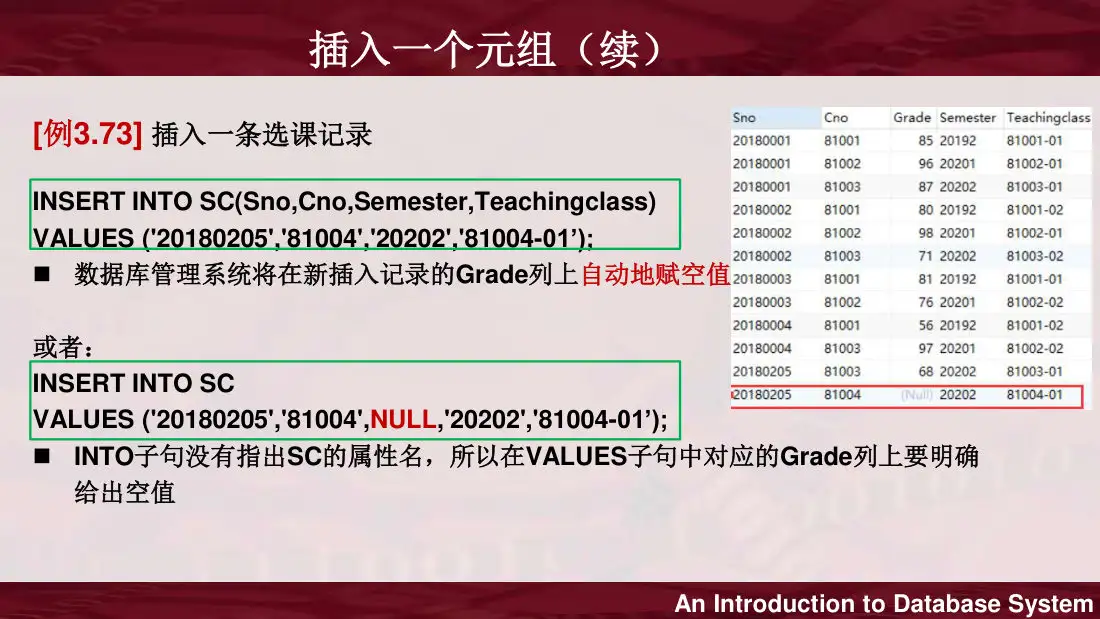 插入一个元组（续）
[例3.73] 插入一条选课记录
INSERT INTO SC(Sno,Cno,Semester,Teachingclass)
VALUES ('20180205','81004','20202','81004-01’);
■ 数据库管理系统将在新插入记录的Grade列上自动地赋空值
或者：
INSERT INTO SC
VALUES ('20180205','81004',NULL,'20202','81004-01’);
■ INTO子句没有指出SC的属性名，所以在VALUES子句中对应的Grade列上要明确
给出空值
Sno Cno Grade Semester Teachingclass
20180001 81001 85 20192 81001-01
20180001 81002 96 20201 81002-01
20180001 81003 87 20202 81003-01
20180002 81001 80 20192 81001-02
20180002 81002 98 20201 81002-01
20180002 81003 71 20202 81003-02
20180003 81001 81 20192 81001-01
20180003 81002 76 20201 81002-02
20180004 81001 56 20192 81001-02
20180004 81003 97 20201 81002-02
20180205 81003 68 20202 81003-01
20180205 81004 (Null) 20202 81004-01
An Introduction to Database System